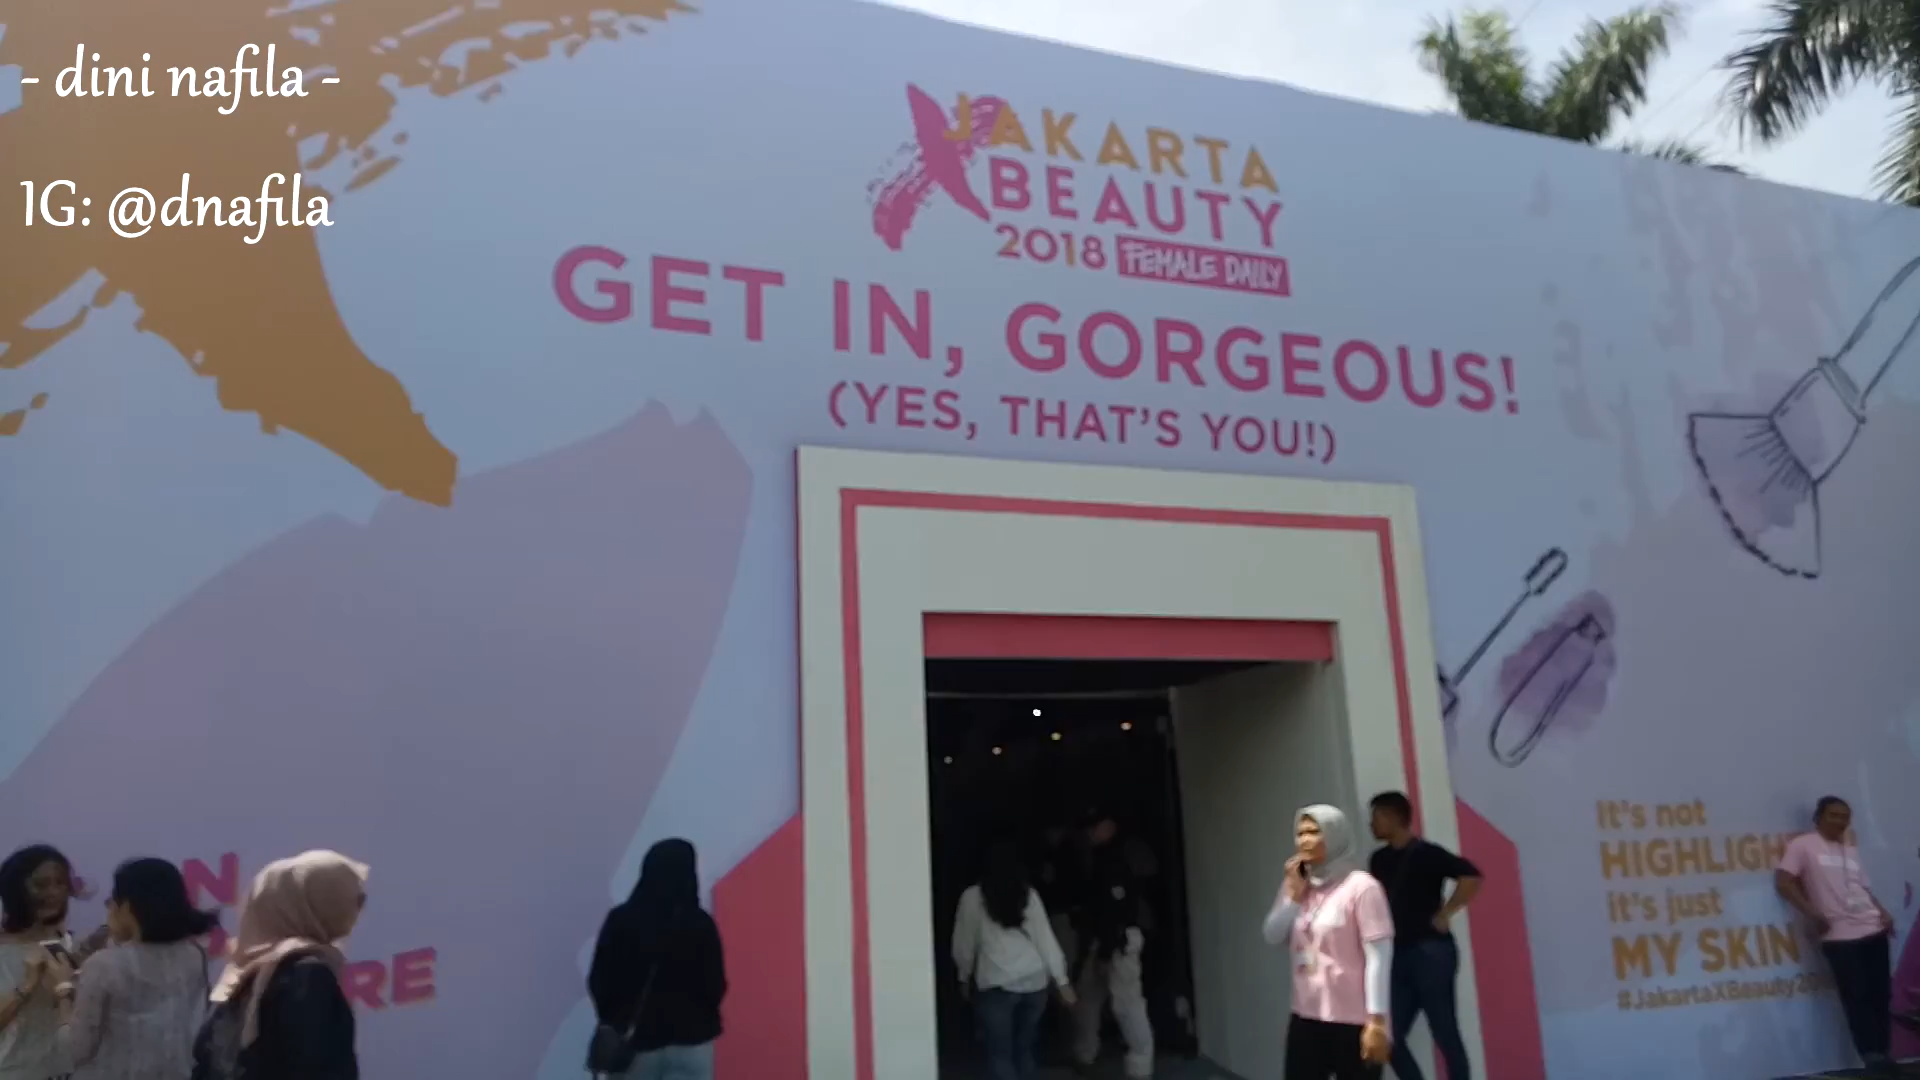 - dini nafila -
IG: @dnafila
JAKARTA
X BEAUTY
2018 FEMALE DAILY
GET IN, GORGEOUS!
(YES, THAT'S YOU!)
It's not
it's just
MY SKIN